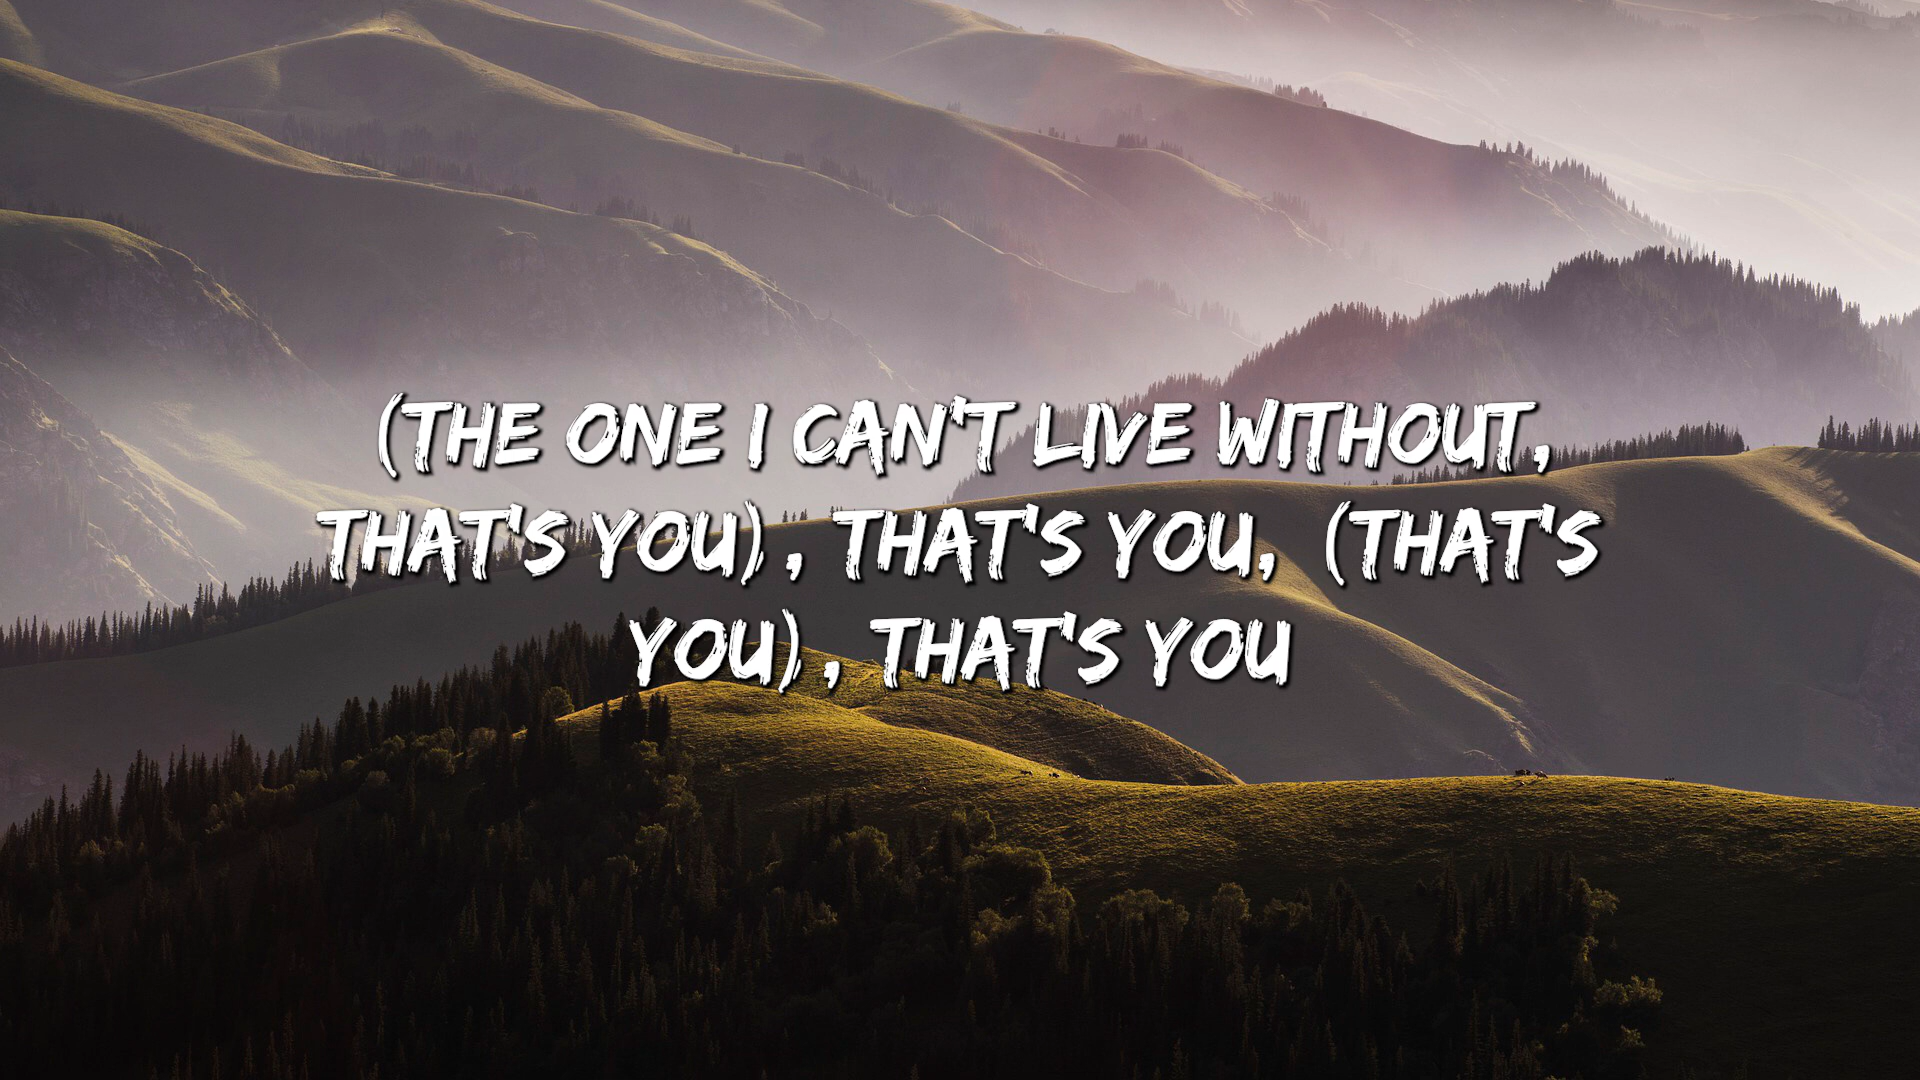 (THE ONE I CAN'T LIVE WITHOUT,
THAT'S YOU), THAT'S YOU, (THAT'S
YOU), THAT'S YOU